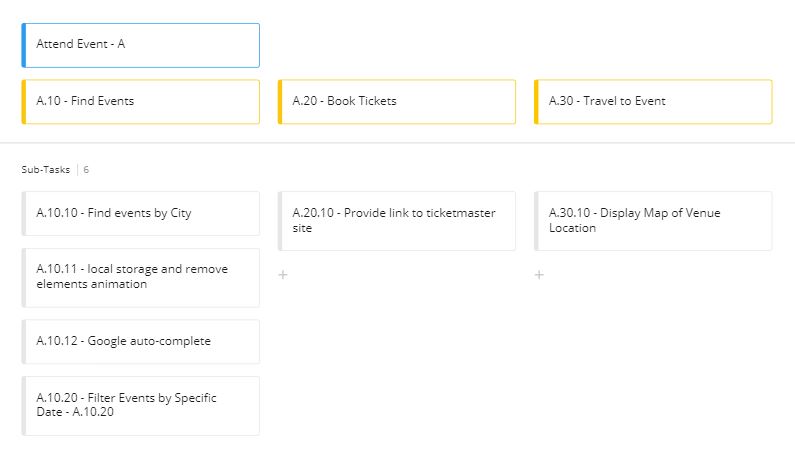 Attend Event - A
A.10 - Find Events
A.20 - Book Tickets
A.30 - Travel to Event
Sub-Tasks | 6
A.10.10 - Find events by City
A.20.10 - Provide link to ticketmaster
site
A.30.10 - Display Map of Venue
Location
A.10.11 - local storage and remove
elements animation
+
+
A.10.12 - Google auto-complete
A.10.20 - Filter Events by Specific
Date - A.10.20